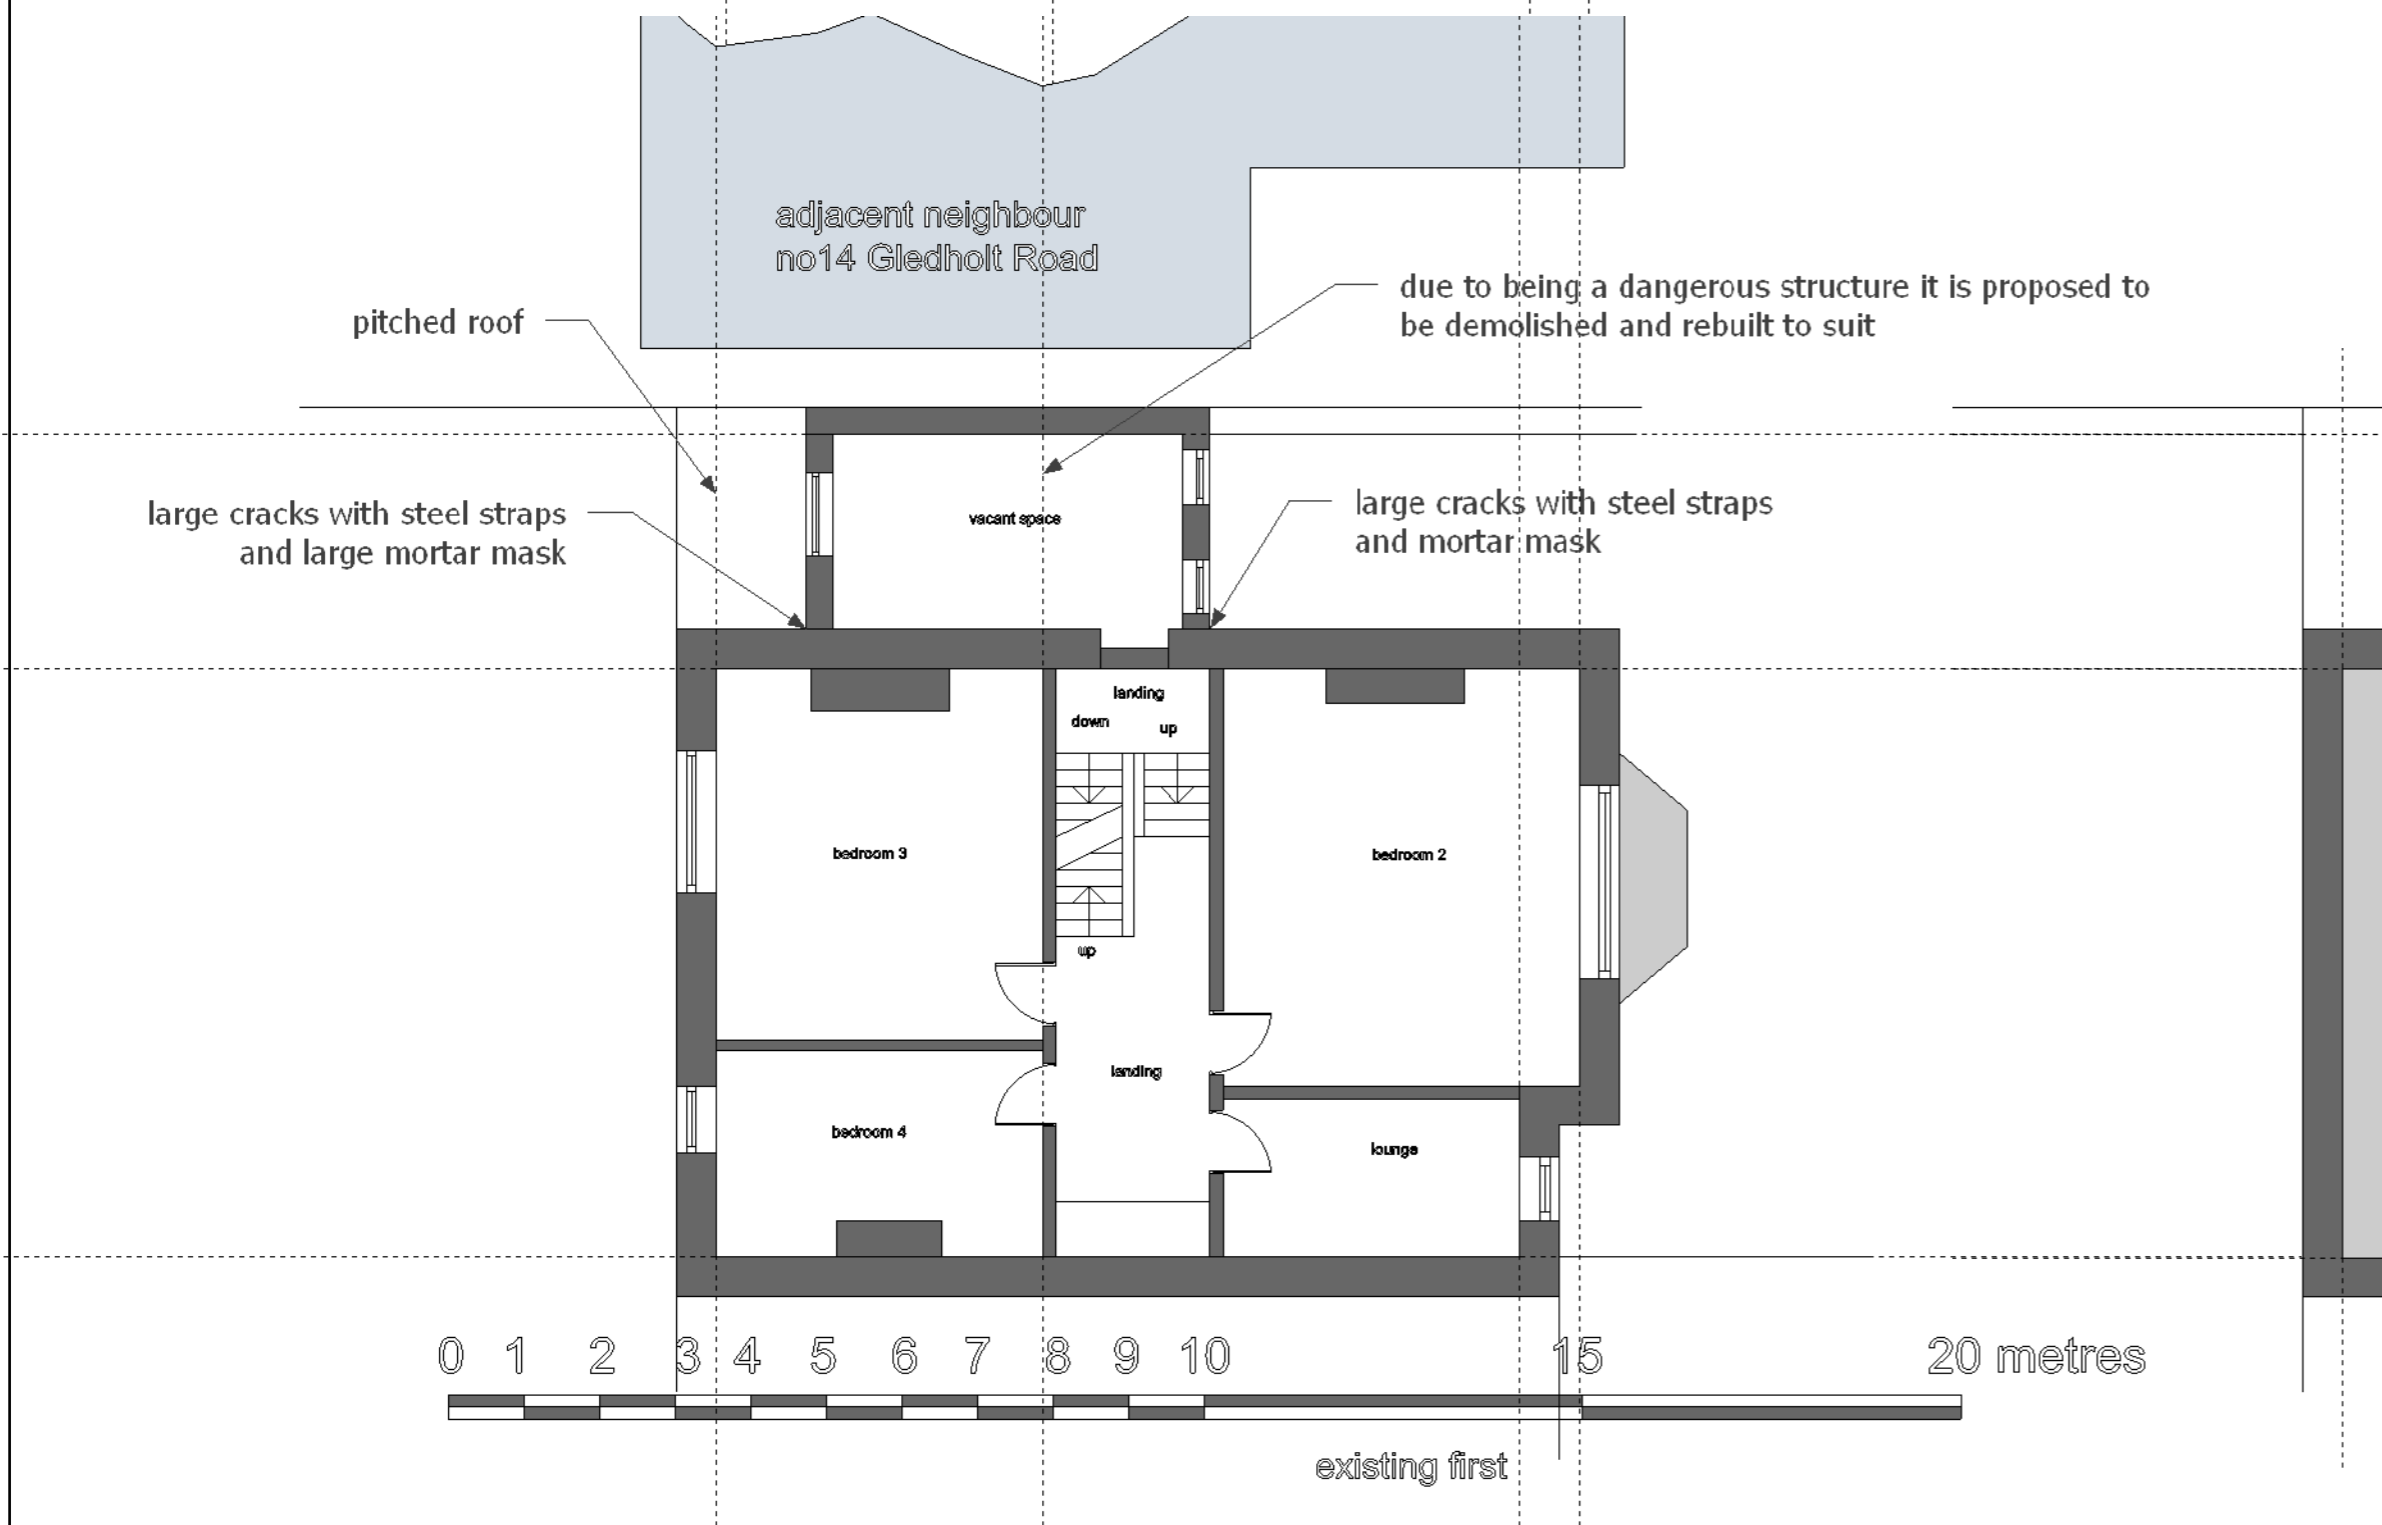 adjacent neighbour
no14 Gledholt Road
due to being a dangerous structure it is proposed to
be demolished and rebuilt to suit
pitched roof
large cracks with steel straps
and large mortar mask
large cracks with steel straps
and mortar mask
vacant space
landing
down
up
bedroom 3
bedroom 2
up
landing
bedroom 4
lounge
0 1 2 3 4 5 6 7 8 9 10 15 20 metres
existing first